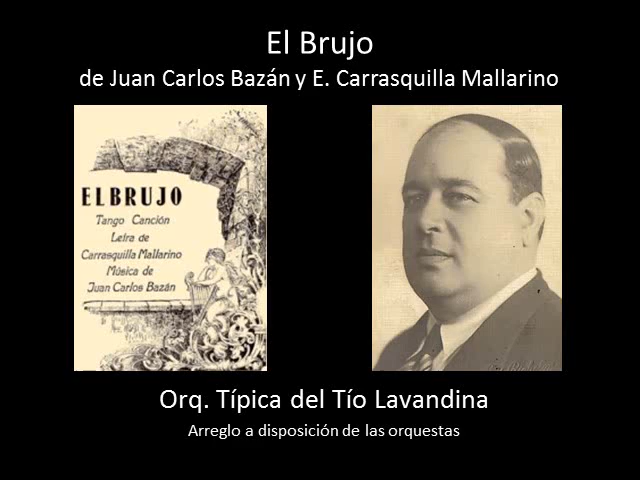 El Brujo
de Juan Carlos Bazán y E. Carrasquilla Mallarino
EL BRUJO
Tango Canción
Letra de
Carrasquilla Mallarino
Música de
Juan Carlos Bazán
Orq. Típica del Tío Lavandina
Arreglo a disposición de las orquestas